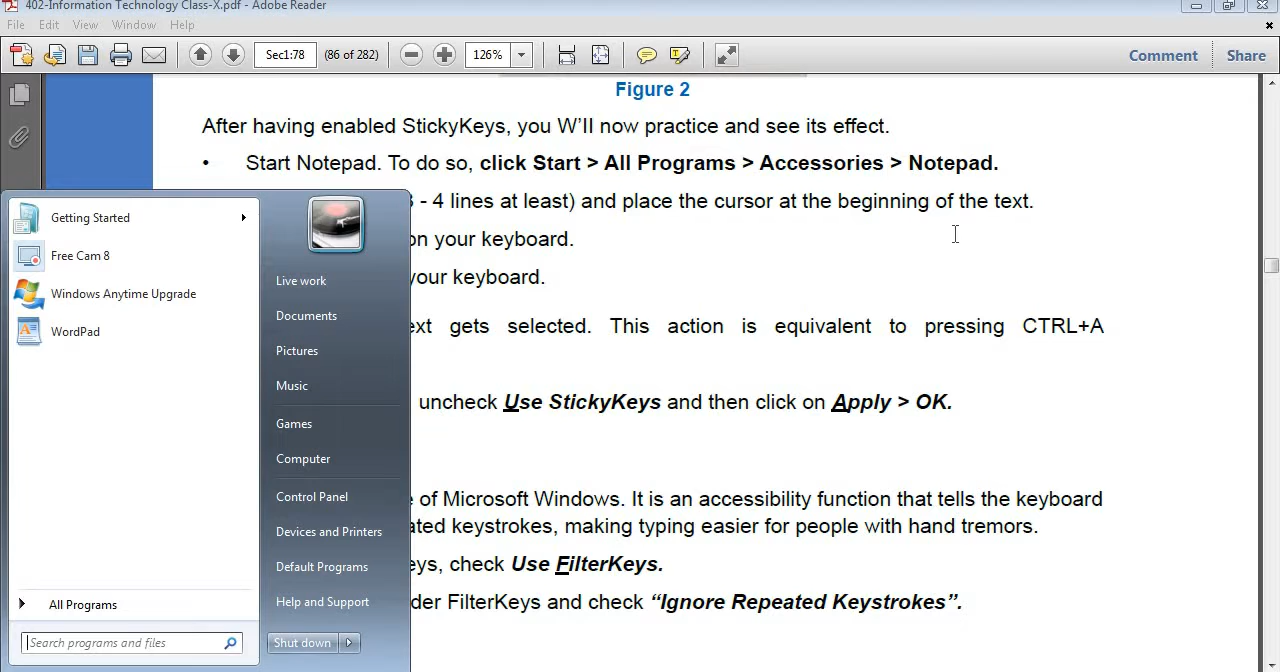 402-Information Technology Class-X.pdf - Adobe Reader
File Edit View Window Help
Sec1:78 (86 of 282) 126% Comment Share
Figure 2
After having enabled StickyKeys, you W'll now practice and see its effect.
• Start Notepad. To do so, click Start > All Programs > Accessories > Notepad.
3 - 4 lines at least) and place the cursor at the beginning of the text.
on your keyboard.
your keyboard.
ext gets selected. This action is equivalent to pressing CTRL+A
uncheck Use StickyKeys and then click on Apply > OK.
e of Microsoft Windows. It is an accessibility function that tells the keyboard
ated keystrokes, making typing easier for people with hand tremors.
eys, check Use FilterKeys.
der FilterKeys and check “Ignore Repeated Keystrokes”.
Getting Started
Free Cam 8
Windows Anytime Upgrade
WordPad
All Programs
Search programs and files
Live work
Documents
Pictures
Music
Games
Computer
Control Panel
Devices and Printers
Default Programs
Help and Support
Shut down